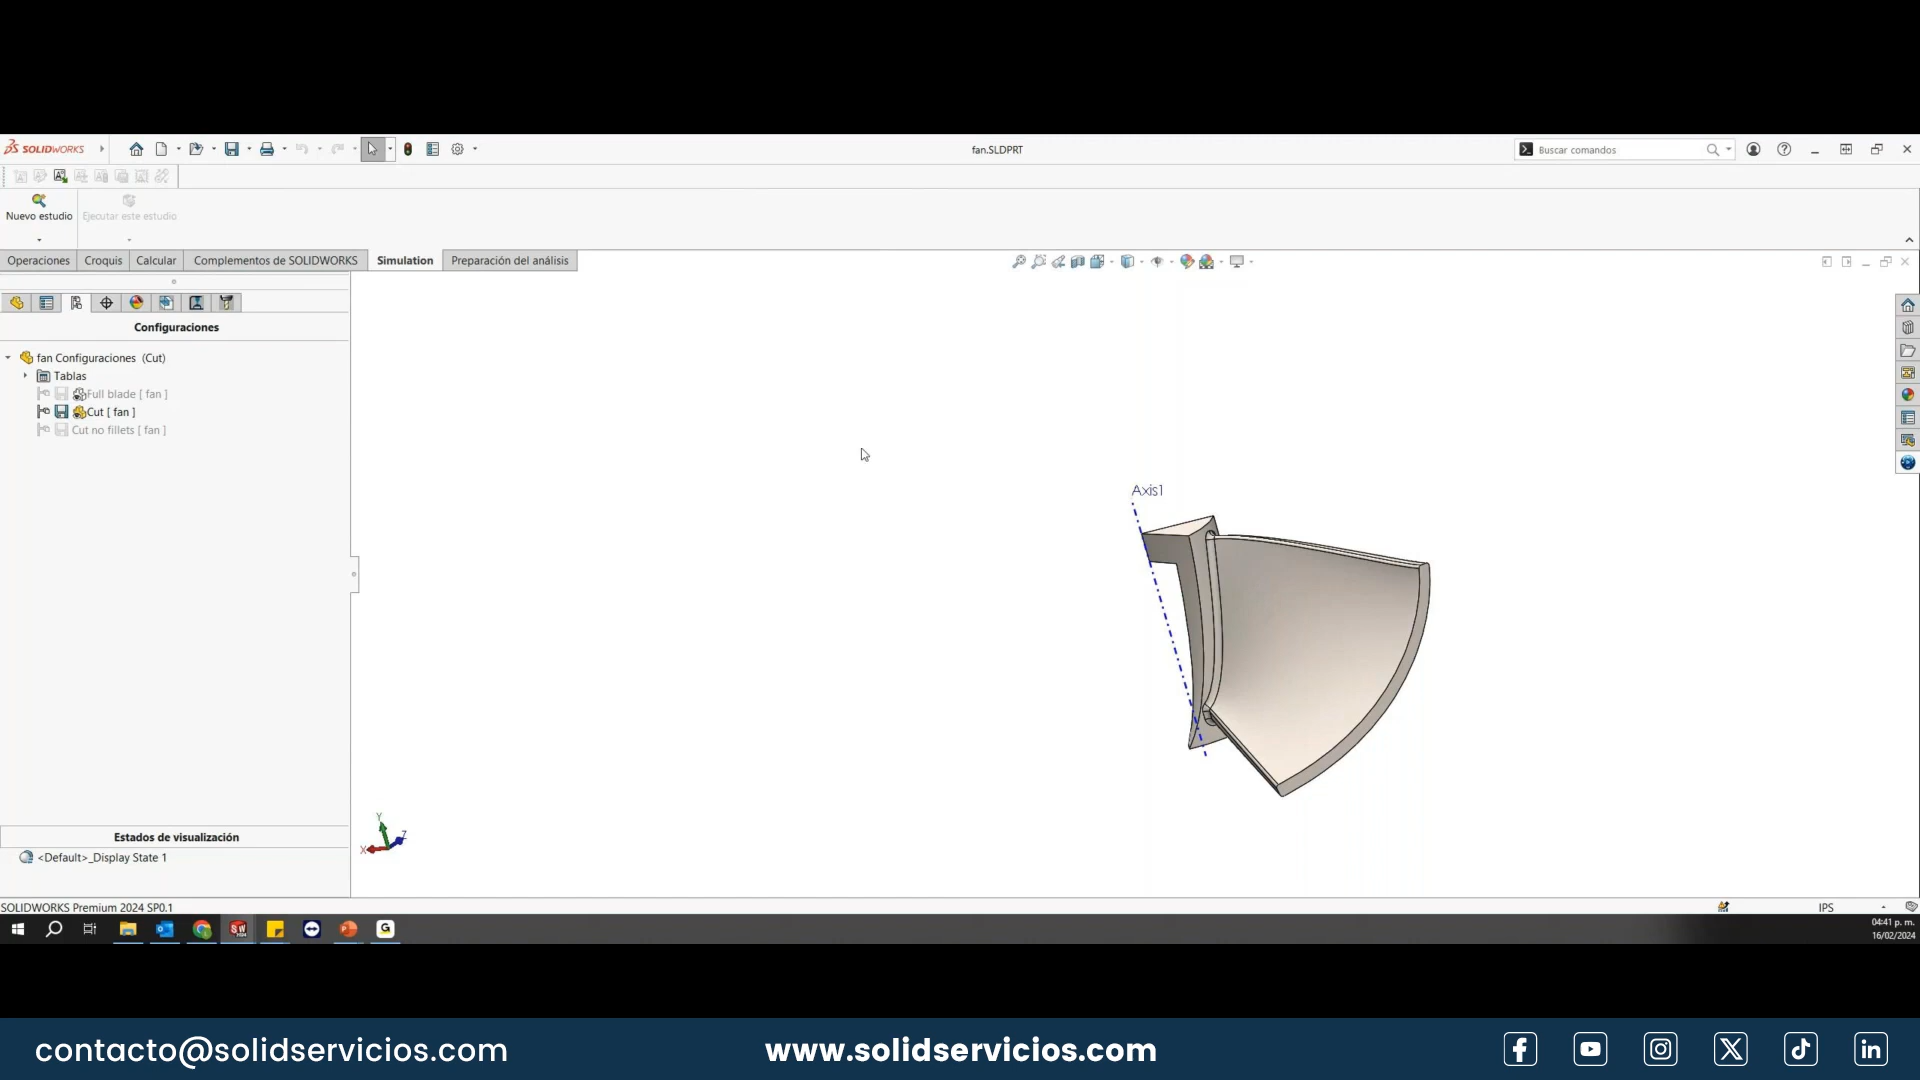 SOLIDWORKS
fan.SLDPRT
Buscar comandos
Nuevo estudio
Ejecutar este estudio
Operaciones
Croquis
Calcular
Complementos de SOLIDWORKS
Simulation
Preparación del análisis
Configuraciones
fan Configuraciones (Cut)
Tablas
Full blade [ fan ]
Cut [ fan ]
Cut no fillets [ fan ]
Axis1
Y
Z
X
Estados de visualización
<Default>_Display State 1
SOLIDWORKS Premium 2024 SP0.1
IPS
04:41 p. m.
16/02/2024
contacto@solidservicios.com
www.solidservicios.com